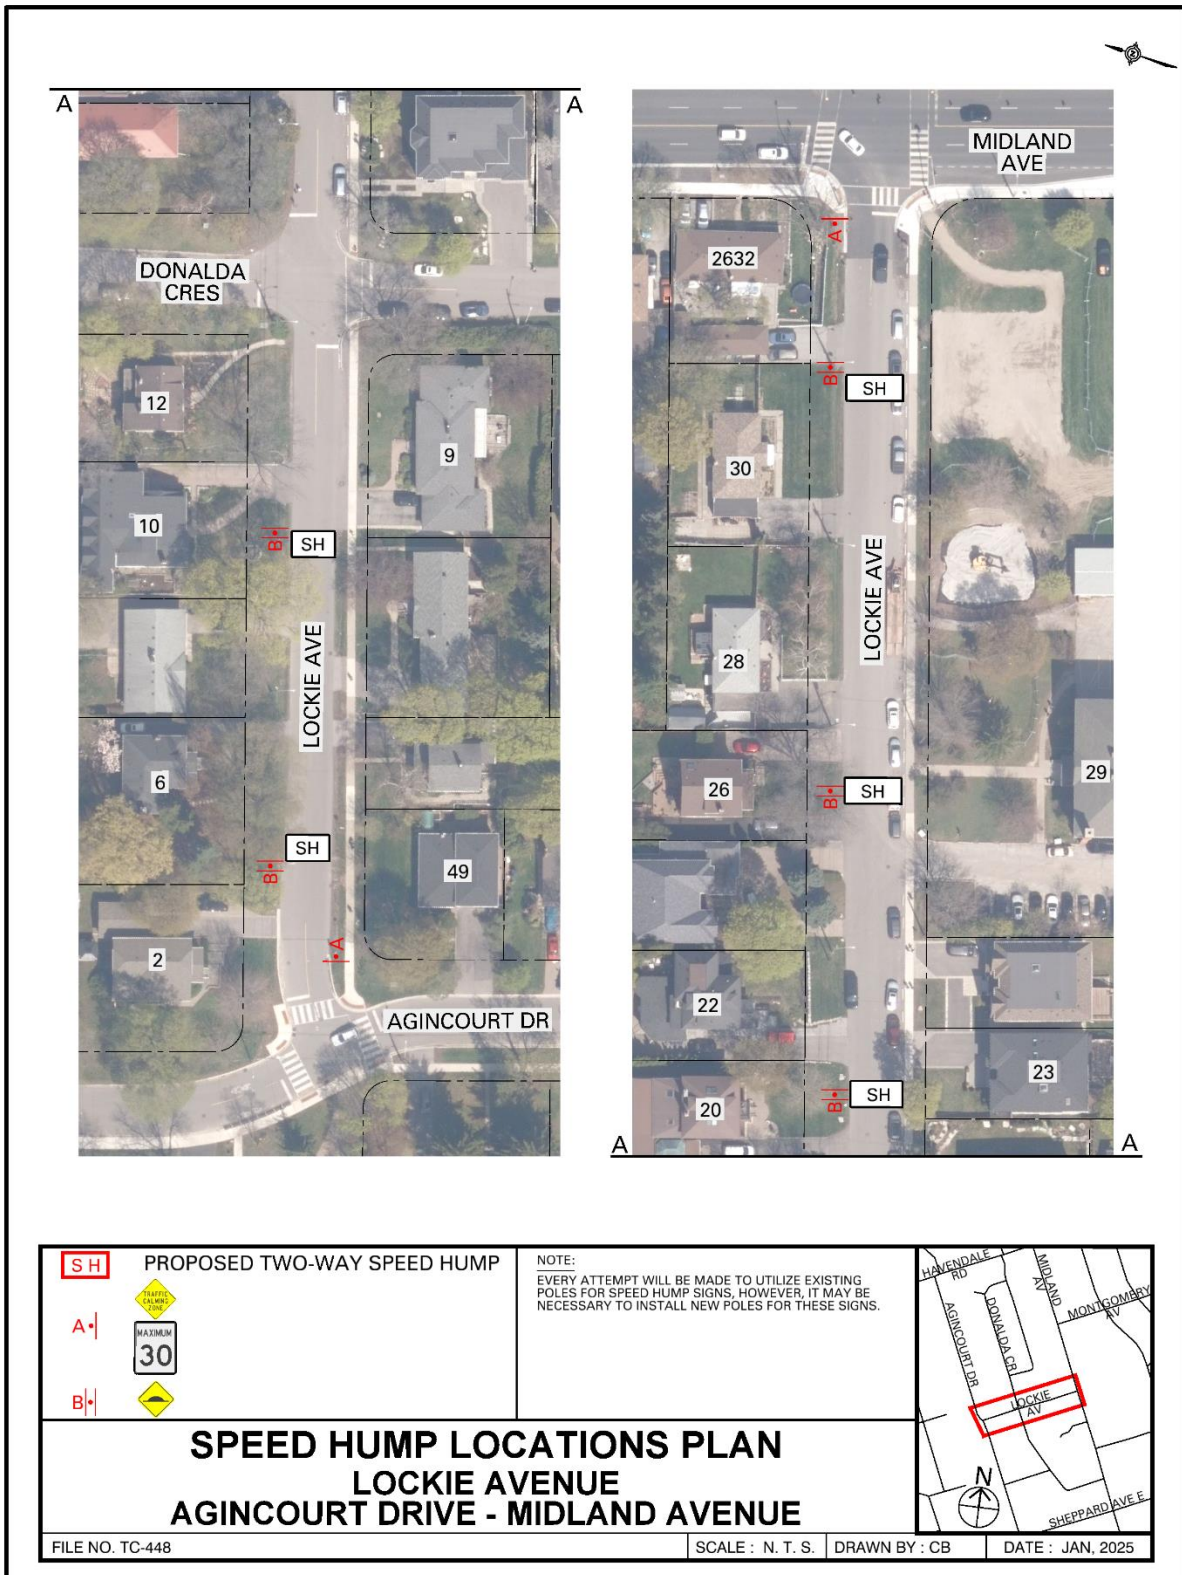 A
A
DONALDA
CRES
12
9
10
B
SH
LOCKIE AVE
6
SH
B
49
A
2
AGINCOURT DR
MIDLAND
AVE
A
2632
B
SH
30
LOCKIE AVE
28
29
26
B
SH
22
23
20
B
SH
A
A
SH
PROPOSED TWO-WAY SPEED HUMP
TRAFFIC
CALMING
ZONE
A
MAXIMUM
30
B
NOTE:
EVERY ATTEMPT WILL BE MADE TO UTILIZE EXISTING
POLES FOR SPEED HUMP SIGNS, HOWEVER, IT MAY BE
NECESSARY TO INSTALL NEW POLES FOR THESE SIGNS.
HAVENDALE
RD
MIDLAND
AV
MONTGOMERY
AV
AGINCOURT DR
DONALDA CR
LOCKIE
AV
N
SHEPPARD AVE E
SPEED HUMP LOCATIONS PLAN
LOCKIE AVENUE
AGINCOURT DRIVE - MIDLAND AVENUE
FILE NO. TC-448
SCALE : N. T. S.
DRAWN BY : CB
DATE : JAN, 2025